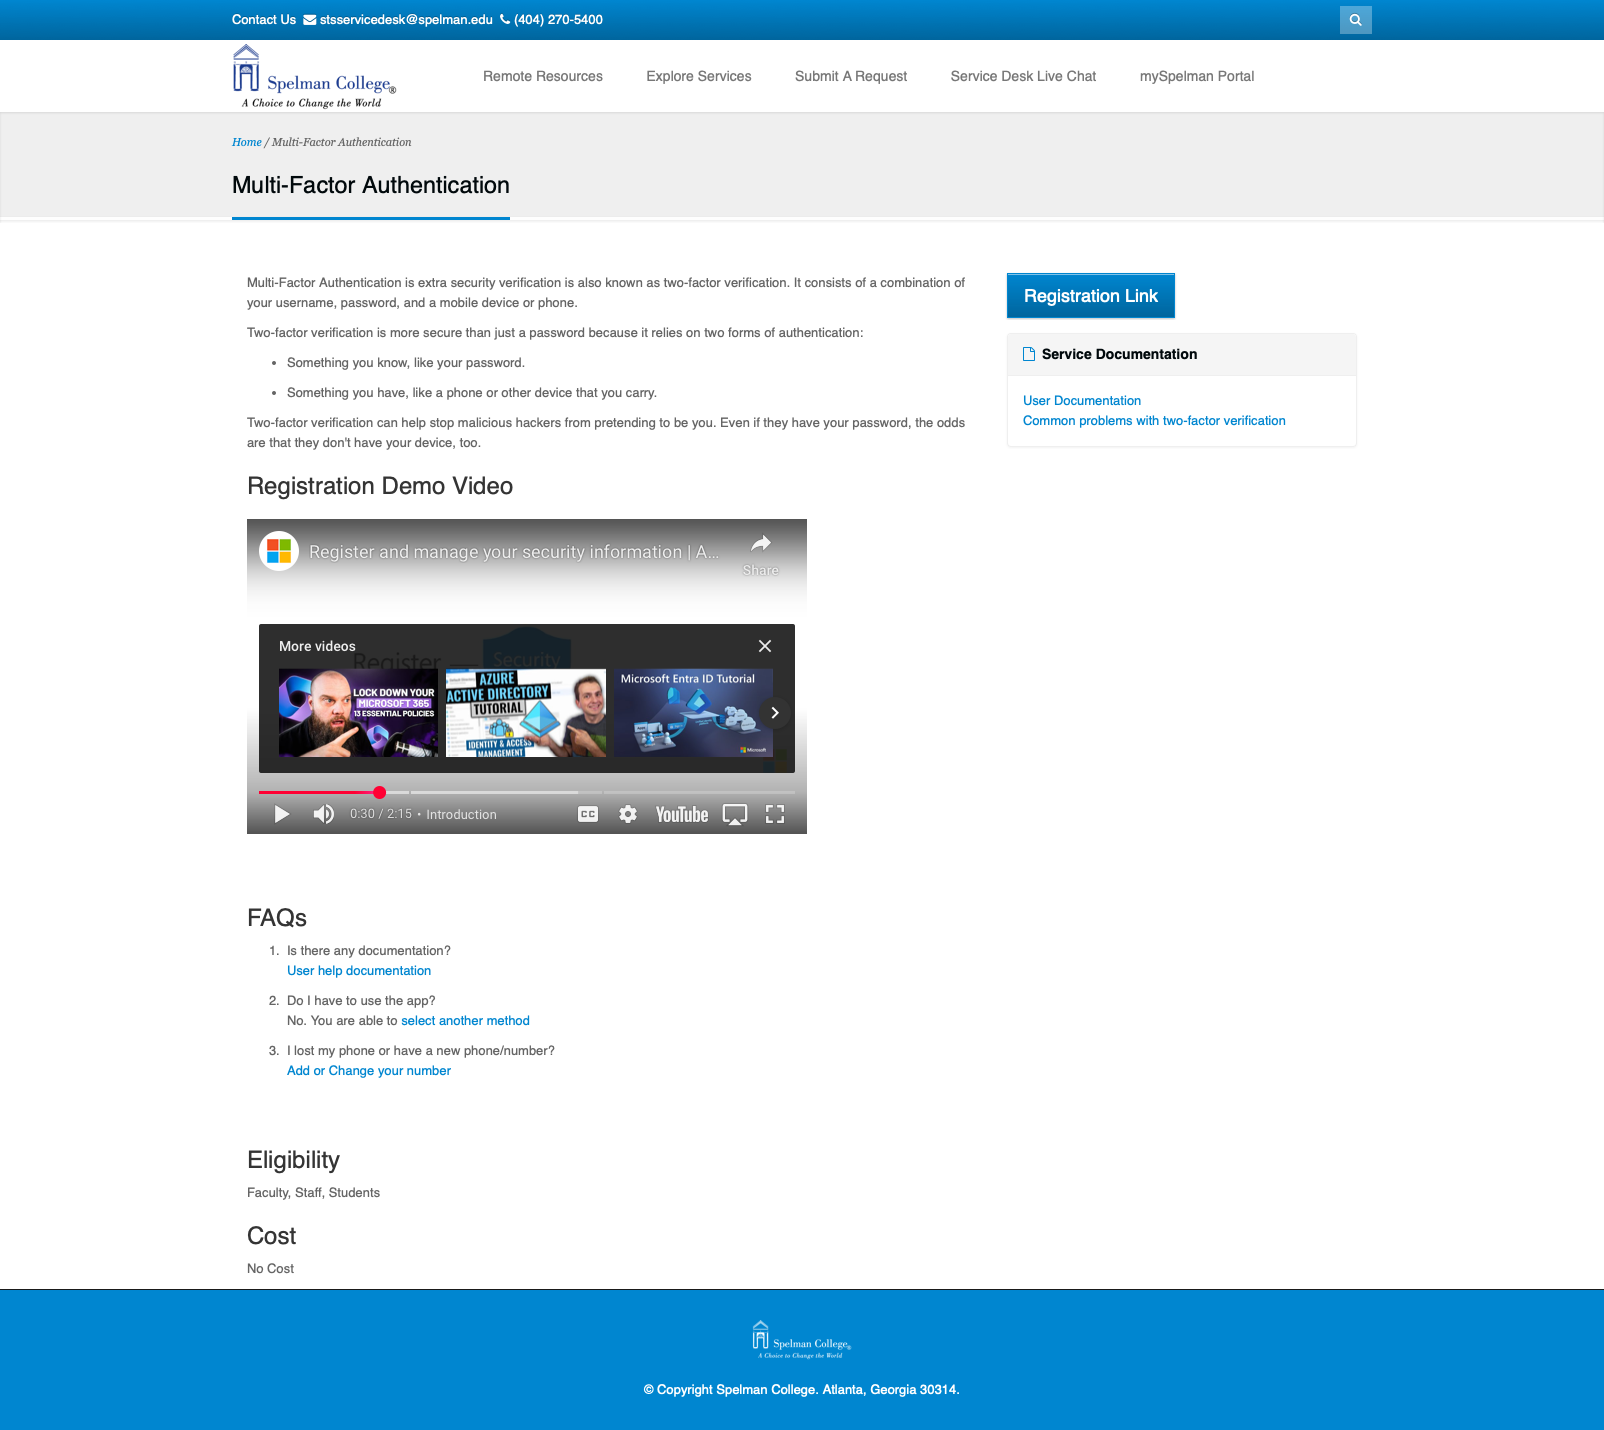 Contact Us stsservicedesk@spelman.edu (404) 270-5400
Spelman College®
A Choice to Change the World
Remote Resources Explore Services Submit A Request Service Desk Live Chat mySpelman Portal
Home / Multi-Factor Authentication
Multi-Factor Authentication
Multi-Factor Authentication is extra security verification is also known as two-factor verification. It consists of a combination of
your username, password, and a mobile device or phone.
Two-factor verification is more secure than just a password because it relies on two forms of authentication:
• Something you know, like your password.
• Something you have, like a phone or other device that you carry.
Two-factor verification can help stop malicious hackers from pretending to be you. Even if they have your password, the odds
are that they don't have your device, too.
Registration Link
Service Documentation
User Documentation
Common problems with two-factor verification
Registration Demo Video
Register and manage your security information | A...
Share
More videos
Register — Security
LOCK DOWN YOUR
MICROSOFT 365
13 ESSENTIAL POLICIES
AZURE
ACTIVE DIRECTORY
TUTORIAL
IDENTITY & ACCESS
MANAGEMENT
Microsoft Entra ID Tutorial
Microsoft
0:30 / 2:15 • Introduction
CC
YouTube
FAQs
1. Is there any documentation?
User help documentation
2. Do I have to use the app?
No. You are able to select another method
3. I lost my phone or have a new phone/number?
Add or Change your number
Eligibility
Faculty, Staff, Students
Cost
No Cost
Spelman College®
A Choice to Change the World
© Copyright Spelman College. Atlanta, Georgia 30314.